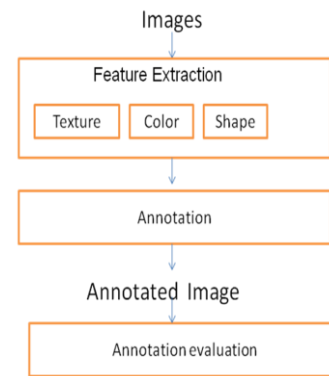 Images
Feature Extraction
Texture Color Shape
Annotation
Annotated Image
Annotation evaluation